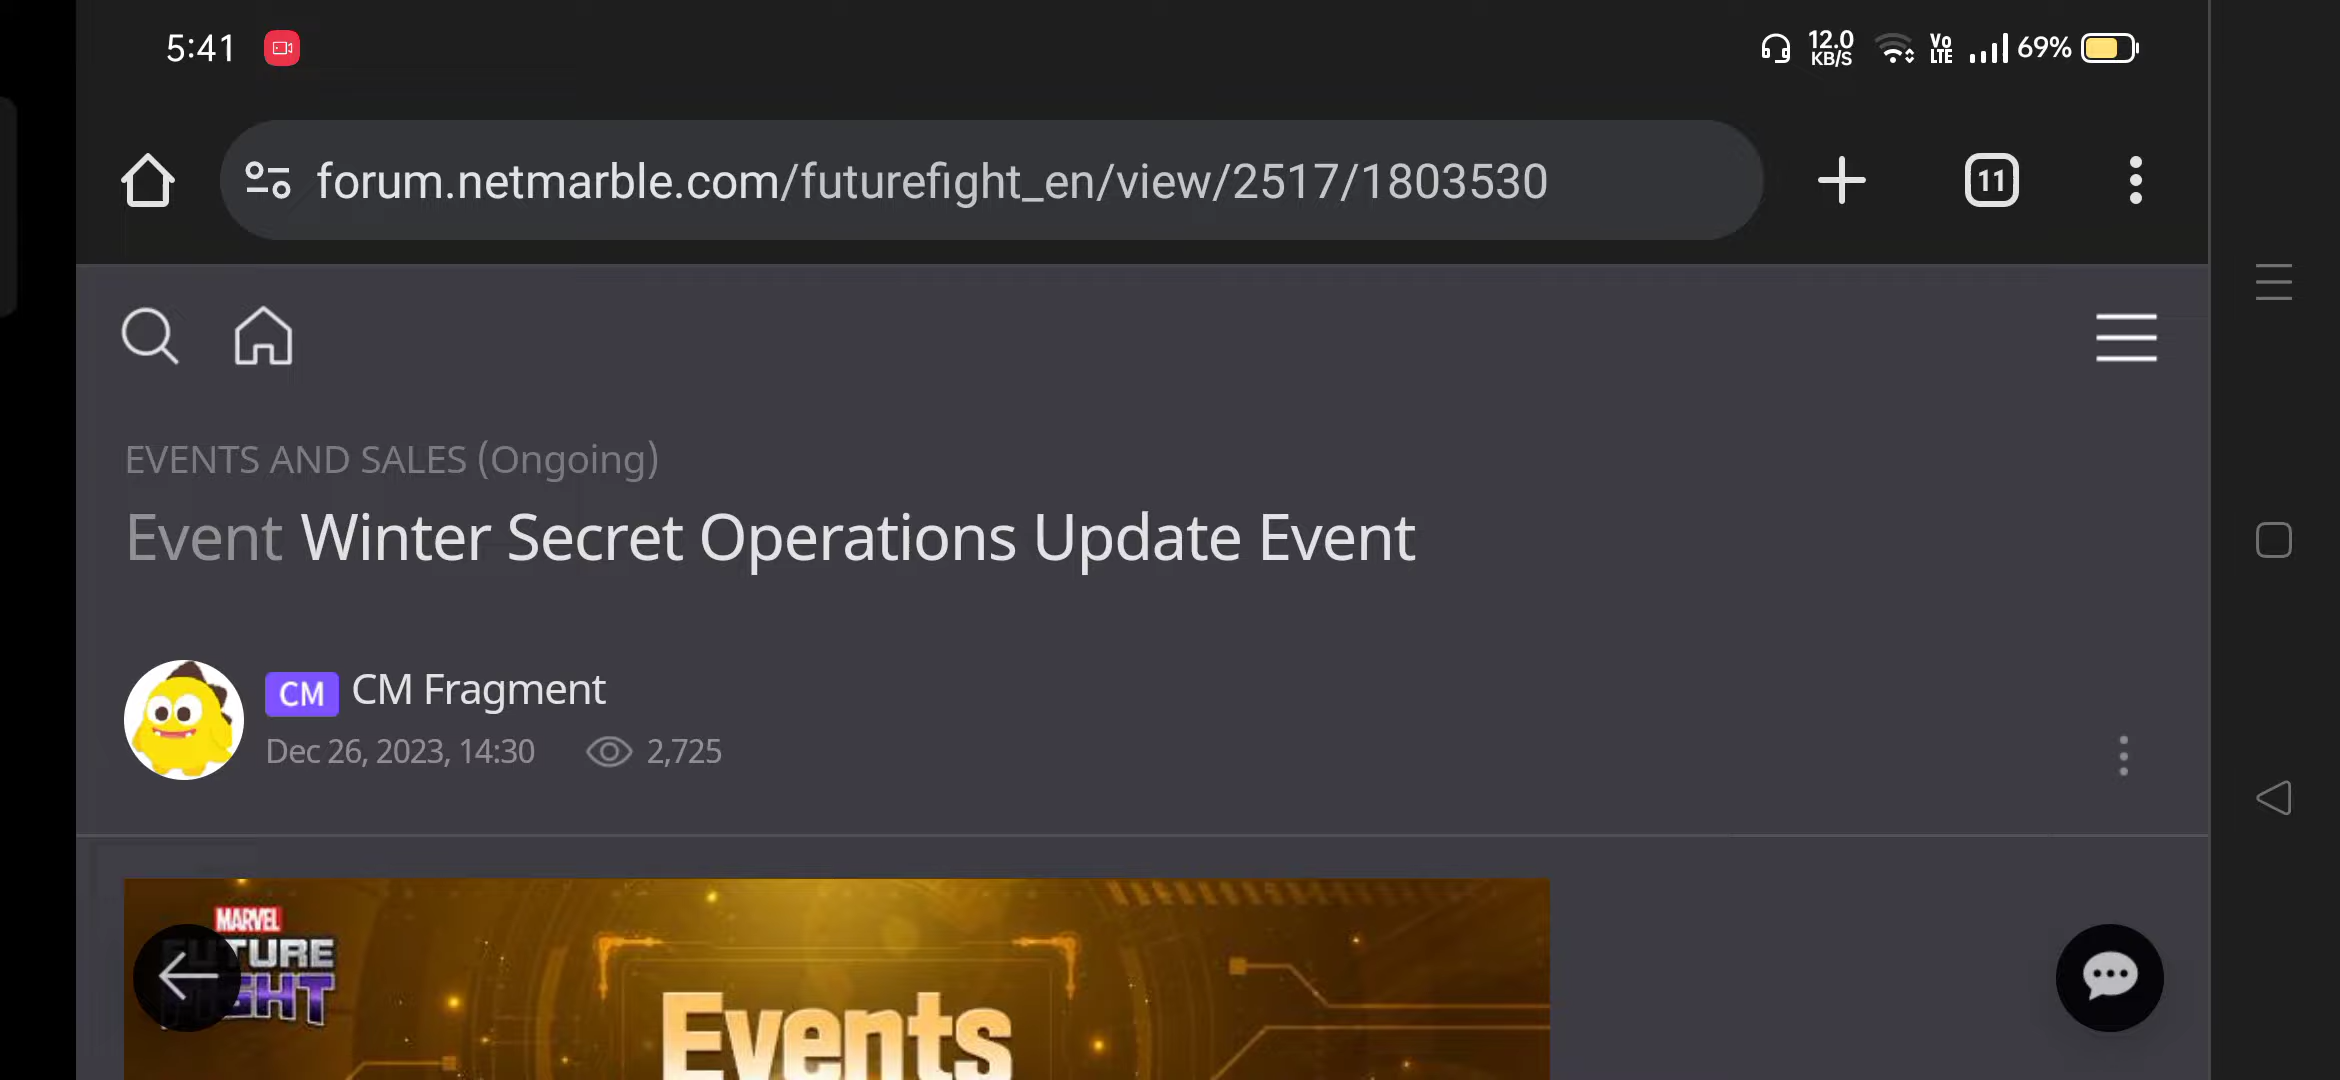 5:41
12.0
KB/S
Vo
LTE
69%
forum.netmarble.com/futurefight_en/view/2517/1803530
11
EVENTS AND SALES (Ongoing)
Event Winter Secret Operations Update Event
CM CM Fragment
Dec 26, 2023, 14:30 2,725
MARVEL
FUTURE
FIGHT
Events